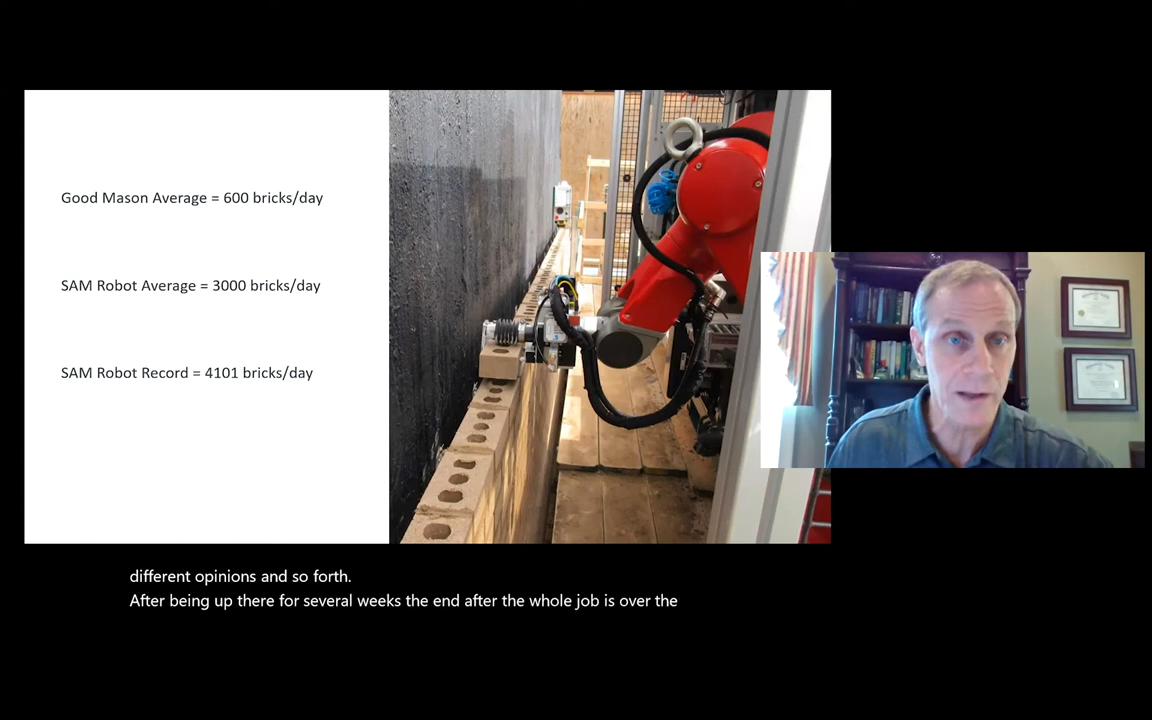 Good Mason Average = 600 bricks/day
SAM Robot Average = 3000 bricks/day
SAM Robot Record = 4101 bricks/day
different opinions and so forth.
After being up there for several weeks the end after the whole job is over the